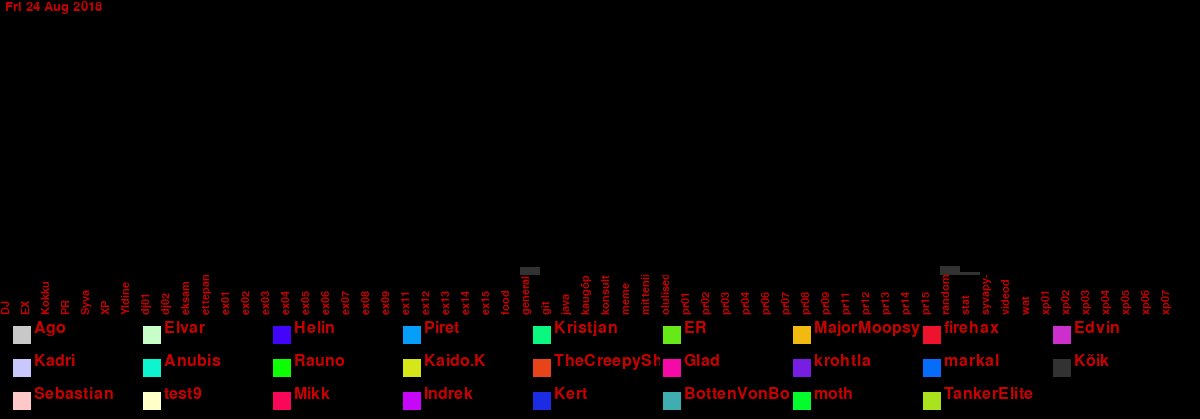 Fri 24 Aug 2018
DJ EX Kokku PR Syva XP Yldine dj01 dj02 eksam ettepan ex01 ex02 ex03 ex04 ex05 ex06 ex07 ex08 ex09 ex11 ex12 ex13 ex14 ex15 food general git java kaugõp konsult meme mitteniil olulised pr01 pr02 pr03 pr04 pr06 pr07 pr08 pr09 pr11 pr12 pr13 pr14 pr15 random stat syvapy- videod wat xp01 xp02 xp03 xp04 xp05 xp06 xp07
Ago Elvar Helin Piret Kristjan ER MajorMoopsy firehax Edvin
Kadri Anubis Rauno Kaido.K TheCreepySh Glad krohtla markal Kõik
Sebastian test9 Mikk Indrek Kert BottenVonBo moth TankerElite